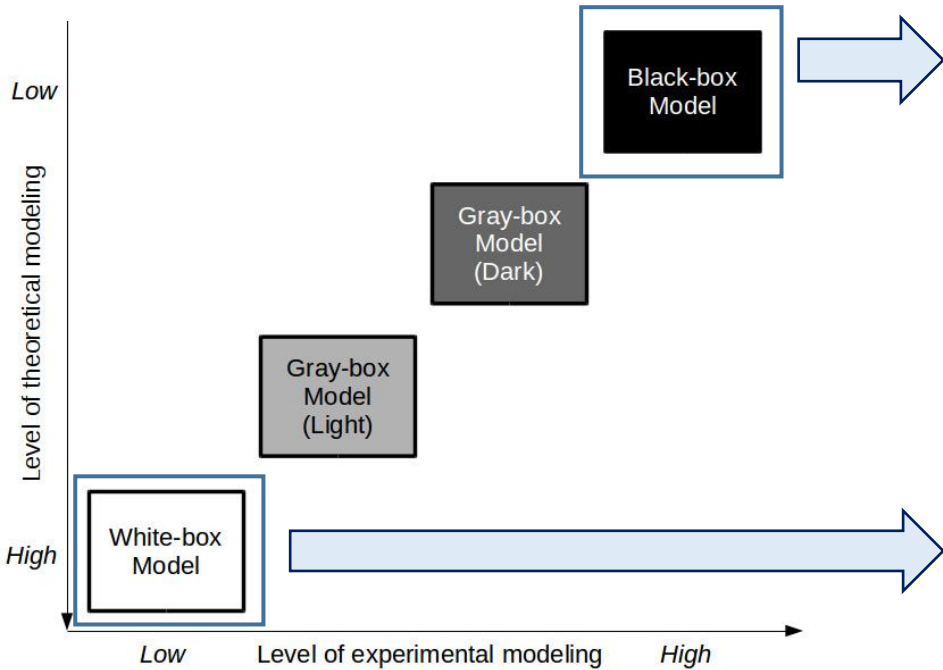 Low
Level of theoretical modeling
High
Black-box
Model
Gray-box
Model
(Dark)
Gray-box
Model
(Light)
White-box
Model
Low
Level of experimental modeling
High